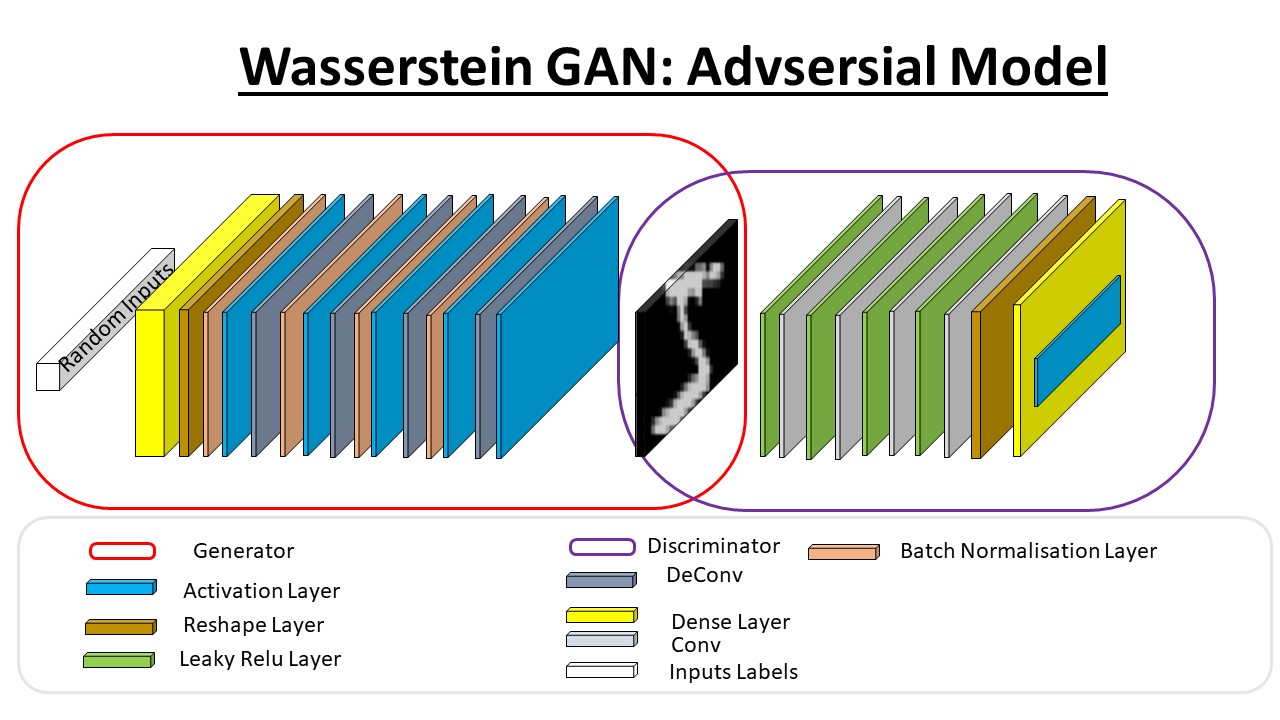 Wasserstein GAN: Advsersial Model
Random Inputs
Generator
Discriminator
Batch Normalisation Layer
Activation Layer
DeConv
Reshape Layer
Dense Layer
Leaky Relu Layer
Conv
Inputs Labels